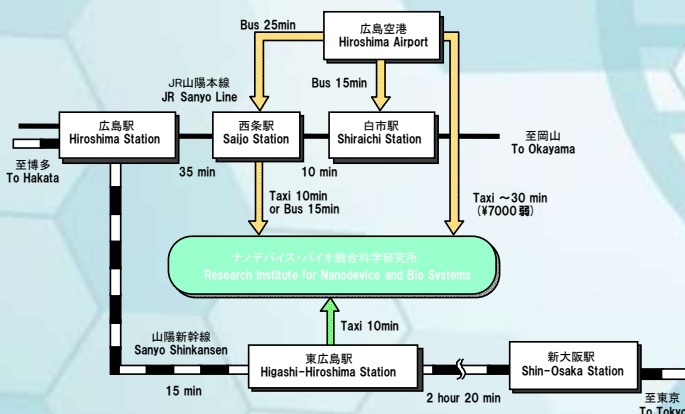 Bus 25min
広島空港
Hiroshima Airport
Bus 15min
JR山陽本線
JR Sanyo Line
広島駅
Hiroshima Station
西条駅
Saijo Station
白市駅
Shiraichi Station
至岡山
To Okayama
至博多
To Hakata
35 min
10 min
Taxi 10min
or Bus 15min
Taxi ～30 min
(¥7000弱)
ナノデバイス・バイオ融合科学研究所
Research Institute for Nanodevice and Bio Systems
Taxi 10min
山陽新幹線
Sanyo Shinkansen
東広島駅
Higashi-Hiroshima Station
新大阪駅
Shin-Osaka Station
15 min
2 hour 20 min
至東京
To Tokyo